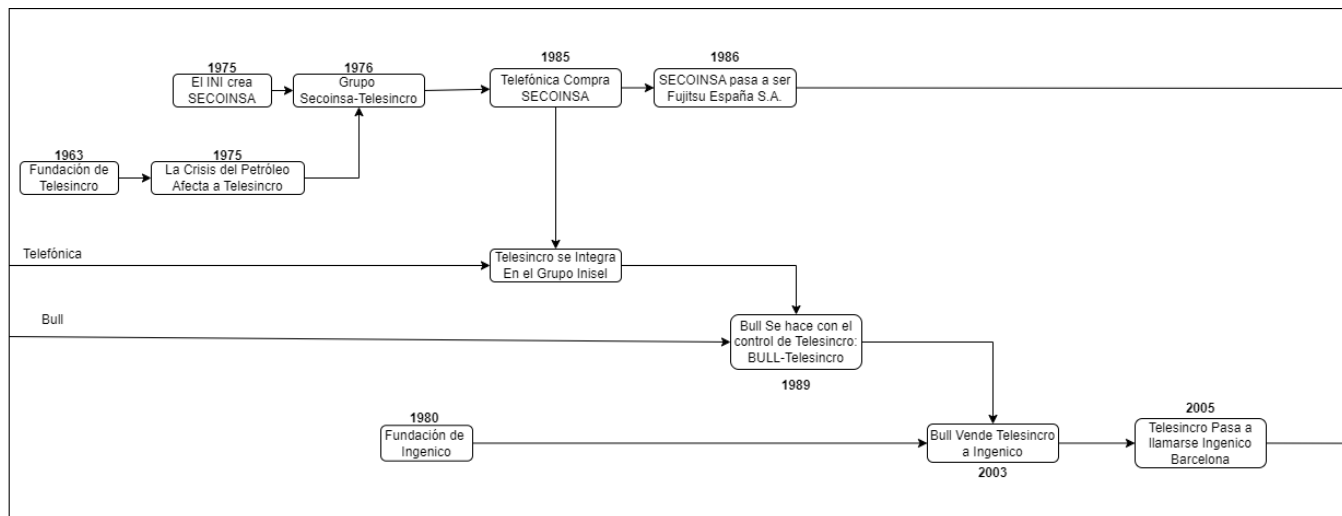 1975
El INI crea
SECOINSA
1976
Grupo
Secoinsa-Telesincro
1985
Telefónica Compra
SECOINSA
1986
SECOINSA pasa a ser
Fujitsu España S.A.
1963
Fundación de
Telesincro
1975
La Crisis del Petróleo
Afecta a Telesincro
Telefónica
Telesincro se Integra
En el Grupo Inisel
Bull
Bull Se hace con el
control de Telesincro:
BULL-Telesincro
1989
1980
Fundación de
Ingenico
Bull Vende Telesincro
a Ingenico
2003
2005
Telesincro Pasa a
llamarse Ingenico
Barcelona